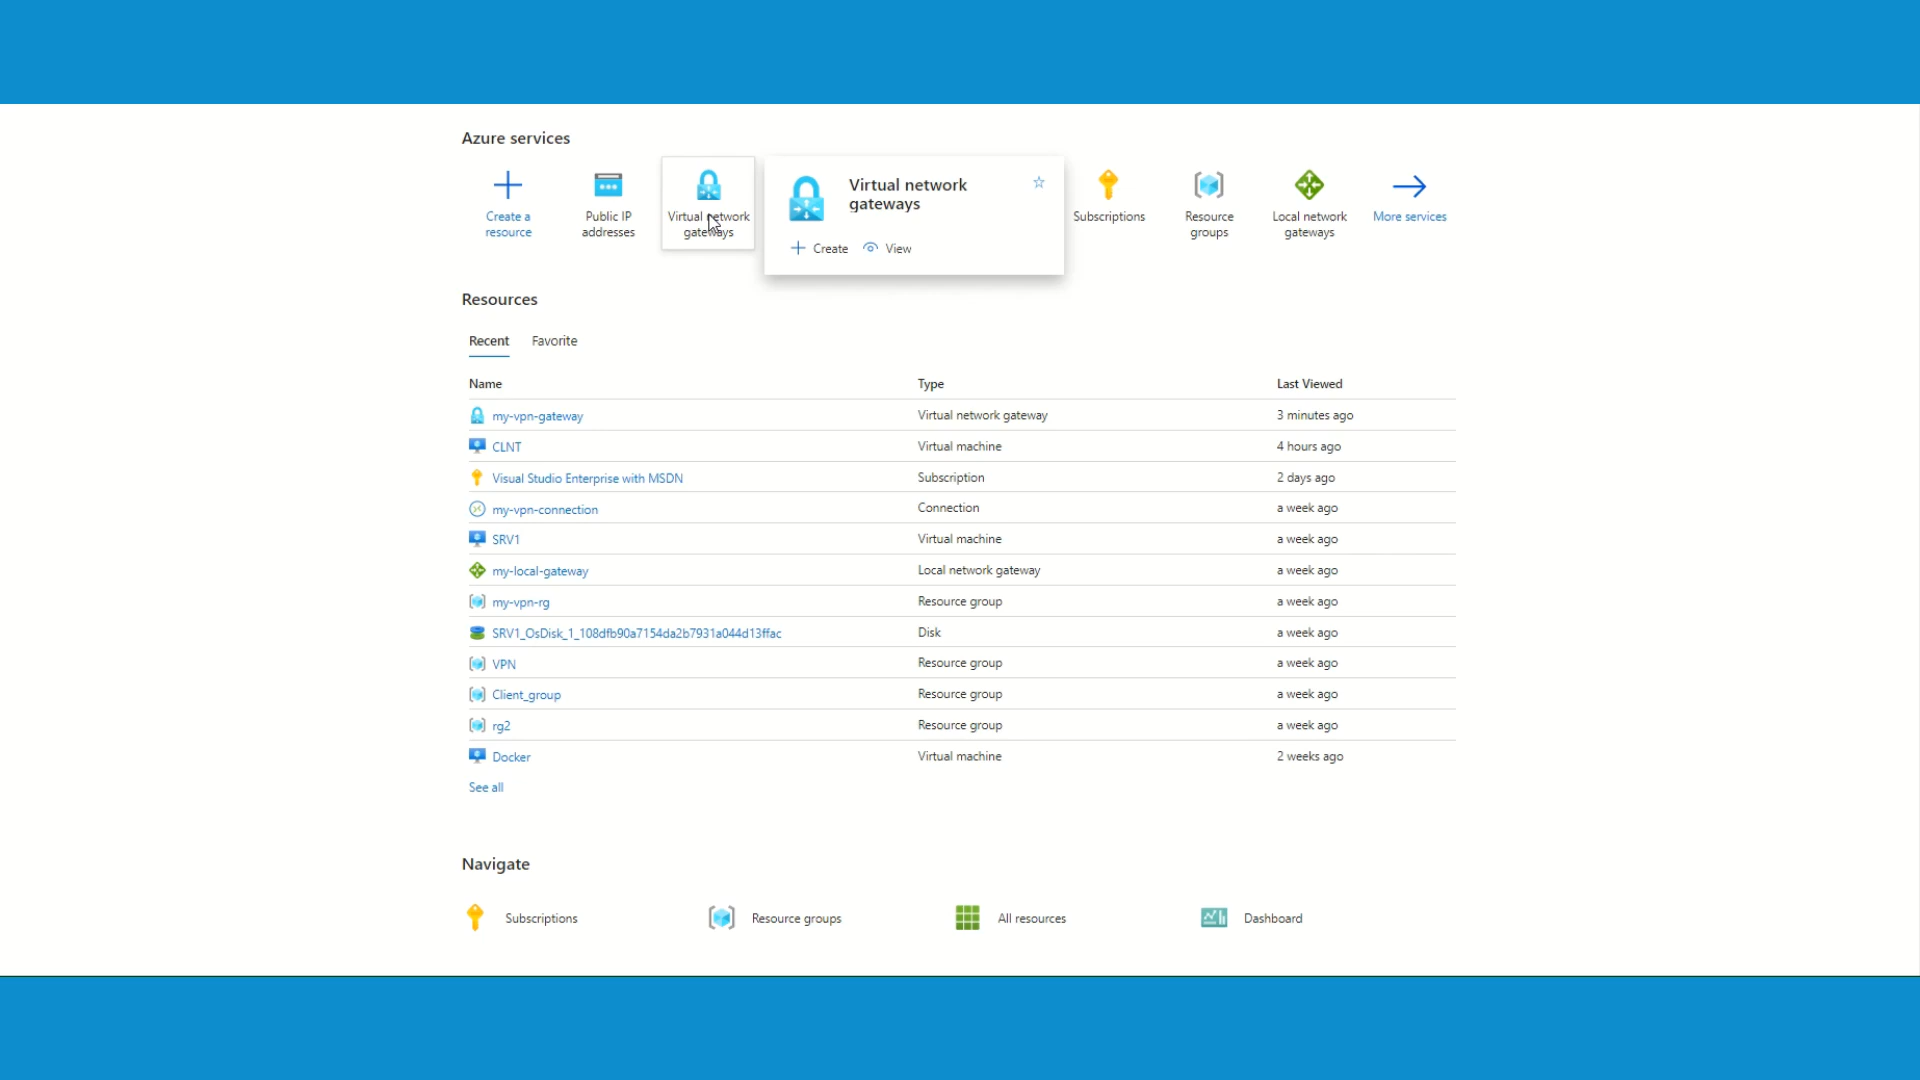 Azure services
Create a
resource
Public IP
addresses
Virtual network
gateways
Virtual network
gateways
Create
View
Subscriptions
Resource
groups
Local network
gateways
More services
Resources
Recent
Favorite
Name
Type
Last Viewed
my-vpn-gateway
Virtual network gateway
3 minutes ago
CLNT
Virtual machine
4 hours ago
Visual Studio Enterprise with MSDN
Subscription
2 days ago
my-vpn-connection
Connection
a week ago
SRV1
Virtual machine
a week ago
my-local-gateway
Local network gateway
a week ago
my-vpn-rg
Resource group
a week ago
SRV1_OsDisk_1_108dfb90a7154da2b7931a044d13ffac
Disk
a week ago
VPN
Resource group
a week ago
Client_group
Resource group
a week ago
rg2
Resource group
a week ago
Docker
Virtual machine
2 weeks ago
See all
Navigate
Subscriptions
Resource groups
All resources
Dashboard